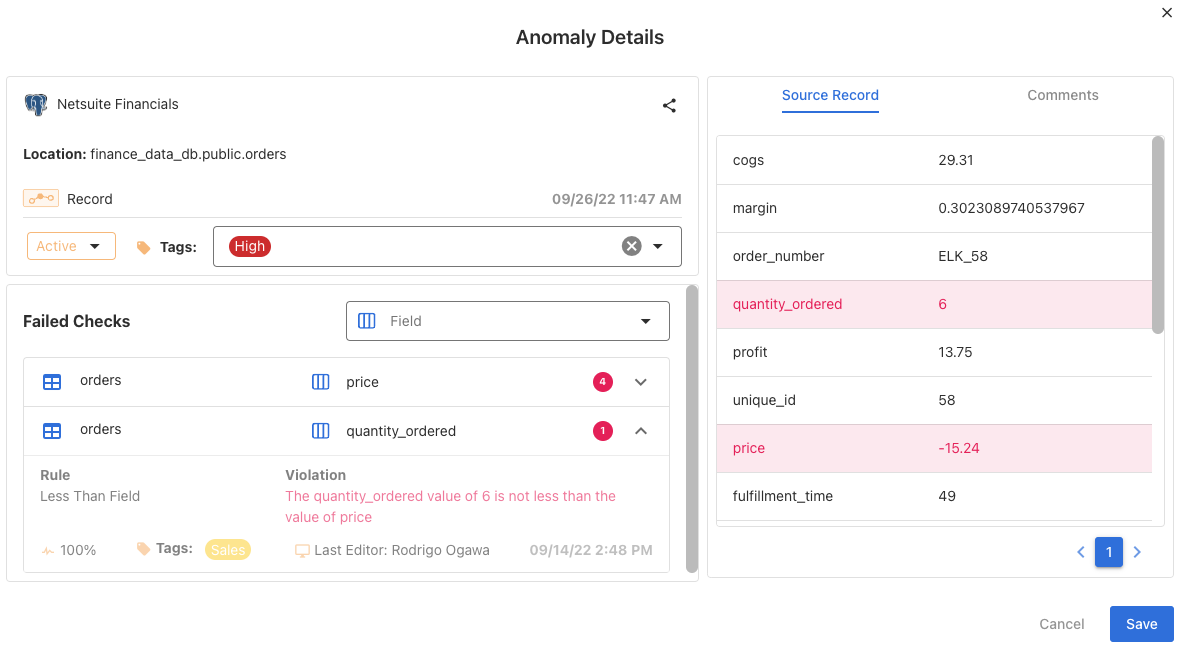 Anomaly Details
Netsuite Financials
Location: finance_data_db.public.orders
Record 09/26/22 11:47 AM
Active Tags: High
Failed Checks Field
orders price 4
orders quantity_ordered 1
Rule Violation
Less Than Field The quantity_ordered value of 6 is not less than the
value of price
100% Tags: Sales Last Editor: Rodrigo Ogawa 09/14/22 2:48 PM
Source Record Comments
cogs 29.31
margin 0.3023089740537967
order_number ELK_58
quantity_ordered 6
profit 13.75
unique_id 58
price -15.24
fulfillment_time 49
1
Cancel Save